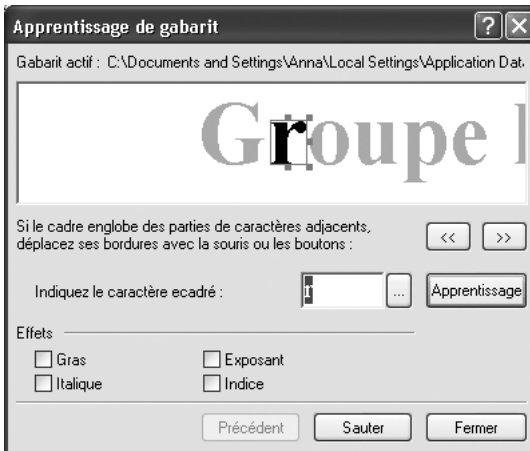 Apprentissage de gabarit
Gabarit actif : C:\Documents and Settings\Anna\Local Settings\Application Dat
Groupe
Si le cadre englobe des parties de caractères adjacents,
déplacez ses bordures avec la souris ou les boutons :
<< >>
Indiquez le caractère ecadré : r ... Apprentissage
Effets
Gras Exposant
Italique Indice
Précédent Sauter Fermer